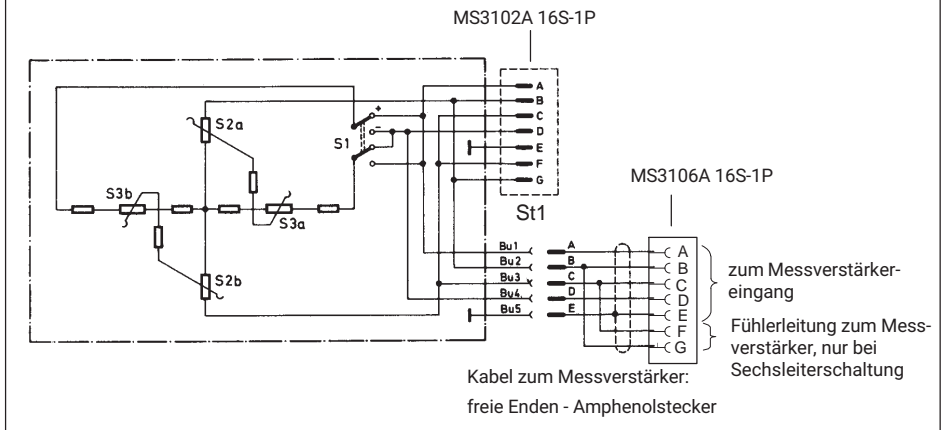 MS3102A 16S-1P
A
B
C
D
E
F
G
St1
S2a
S1
+
-
S3b
S3a
S2b
MS3106A 16S-1P
Bu1
Bu2
Bu3
Bu4.
Bu5
A
B
C
D
E
A
B
C
D
E
F
G
zum Messverstärker-
eingang
Fühlerleitung zum Mess-
verstärker, nur bei
Sechsleiterschaltung
Kabel zum Messverstärker:
freie Enden - Amphenolstecker